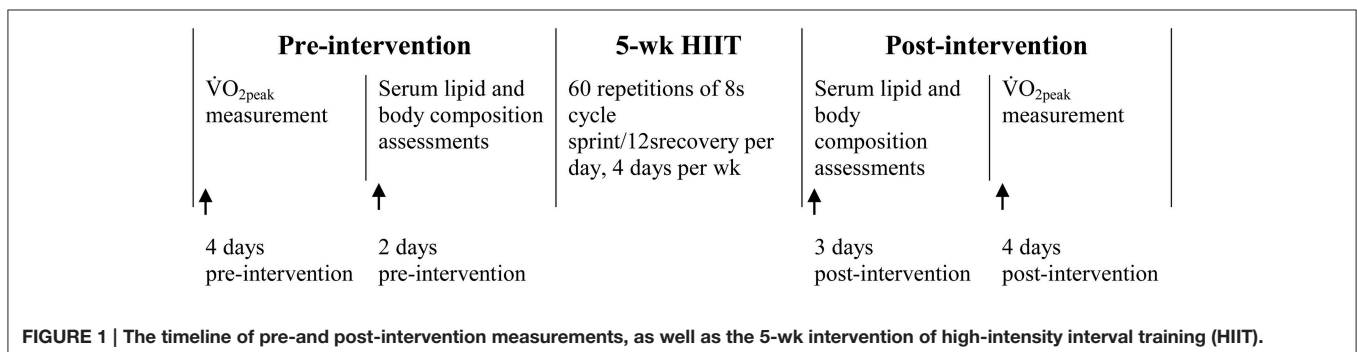 Pre-intervention
V̇O2peak
measurement
Serum lipid and
body composition
assessments
4 days
pre-intervention
2 days
pre-intervention
5-wk HIIT
60 repetitions of 8s
cycle
sprint/12srecovery per
day, 4 days per wk
Post-intervention
Serum lipid and
body
composition
assessments
V̇O2peak
measurement
3 days
post-intervention
4 days
post-intervention
FIGURE 1 | The timeline of pre-and post-intervention measurements, as well as the 5-wk intervention of high-intensity interval training (HIIT).